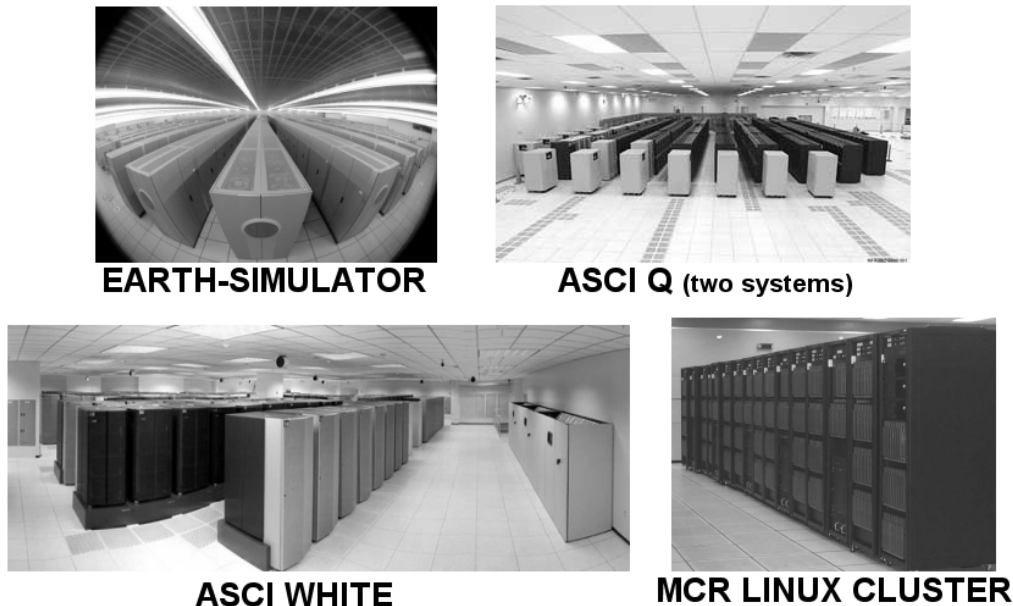 EARTH-SIMULATOR
ASCI Q (two systems)
ASCI WHITE
MCR LINUX CLUSTER